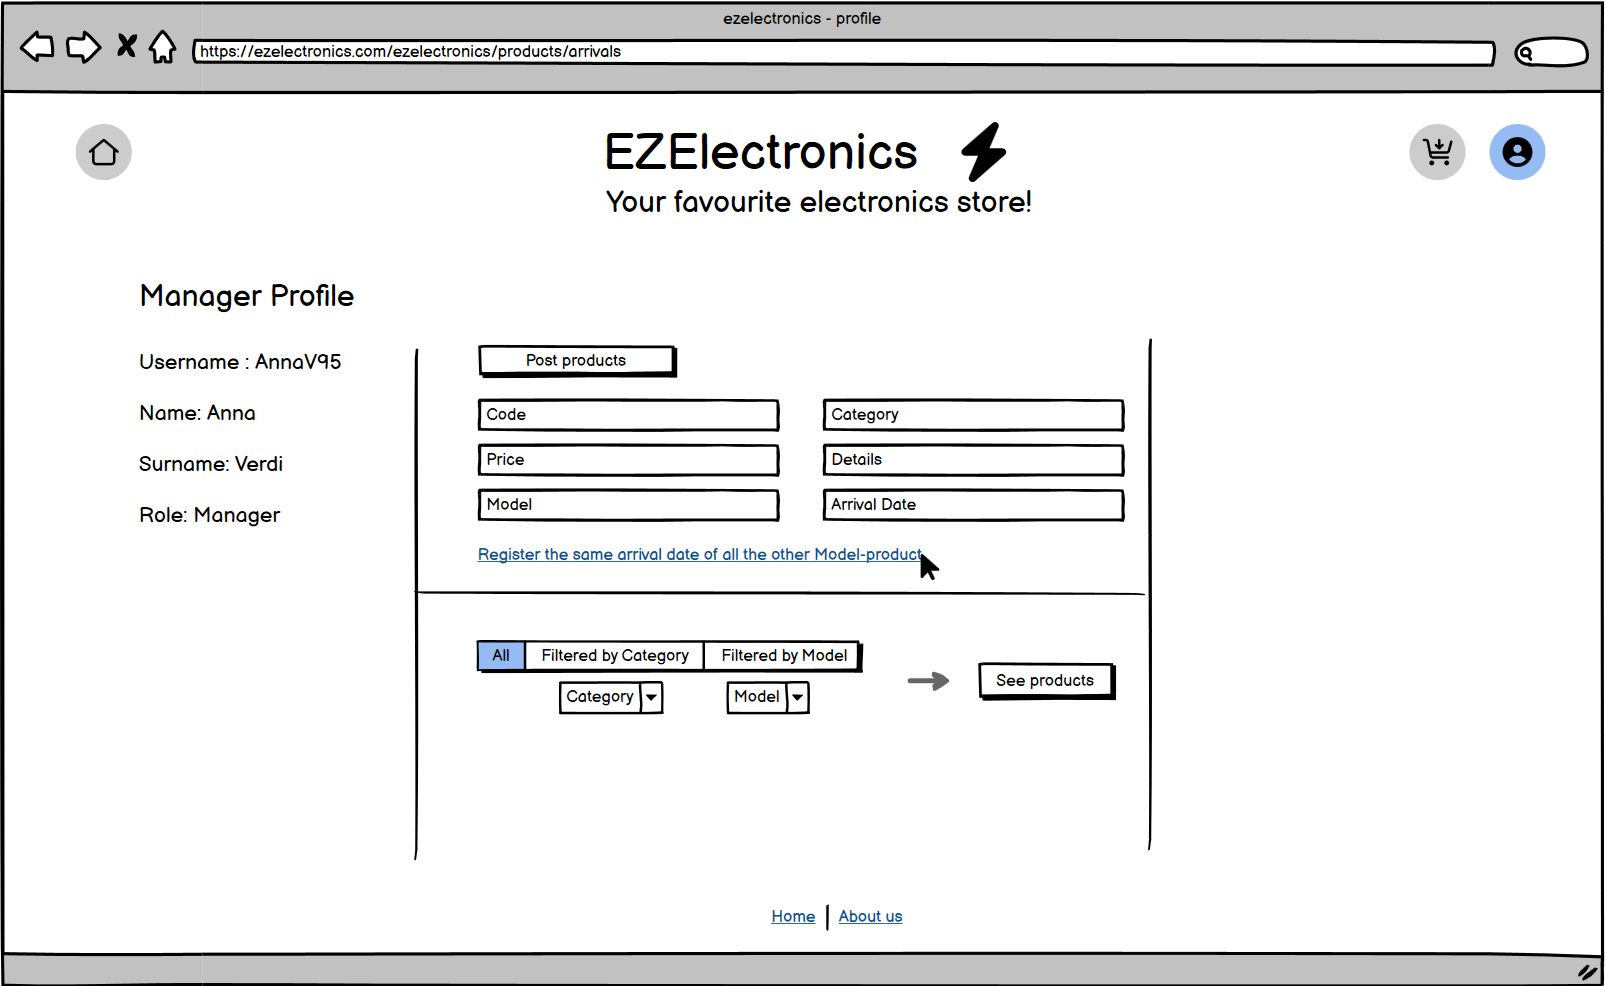 ezelectronics - profile
https://ezelectronics.com/ezelectronics/products/arrivals
EZElectronics
Your favourite electronics store!
Manager Profile
Username : AnnaV95
Name: Anna
Surname: Verdi
Role: Manager
Post products
Code
Category
Price
Details
Model
Arrival Date
Register the same arrival date of all the other Model-product
All
Filtered by Category
Filtered by Model
Category
Model
See products
Home
About us